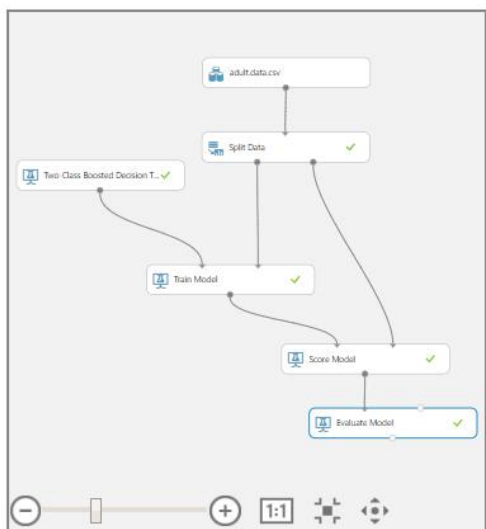 adult.data.csv
Split Data
Two Class Boosted Decision T...
Train Model
Score Model
Evaluate Model
1:1